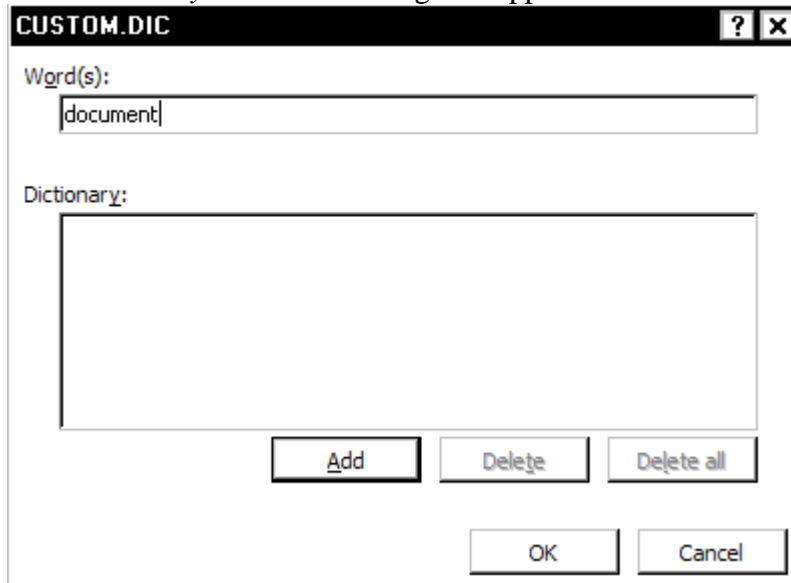 CUSTOM.DIC ? X
Word(s):
document
Dictionary:
Add Delete Delete all
OK Cancel